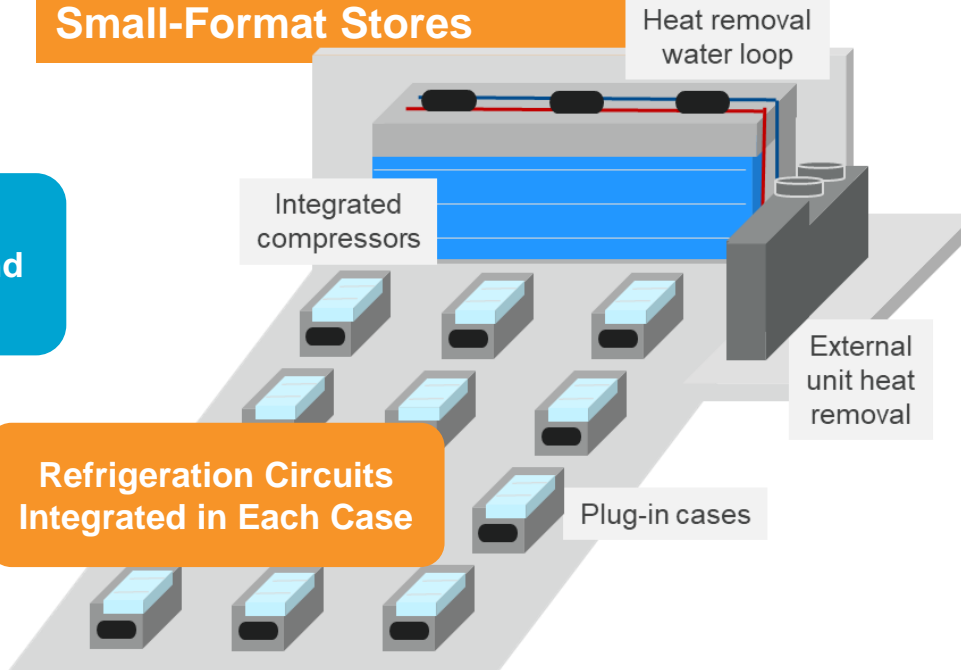 Small-Format Stores
Heat removal
water loop
Integrated
compressors
External
unit heat
removal
Refrigeration Circuits
Integrated in Each Case
Plug-in cases